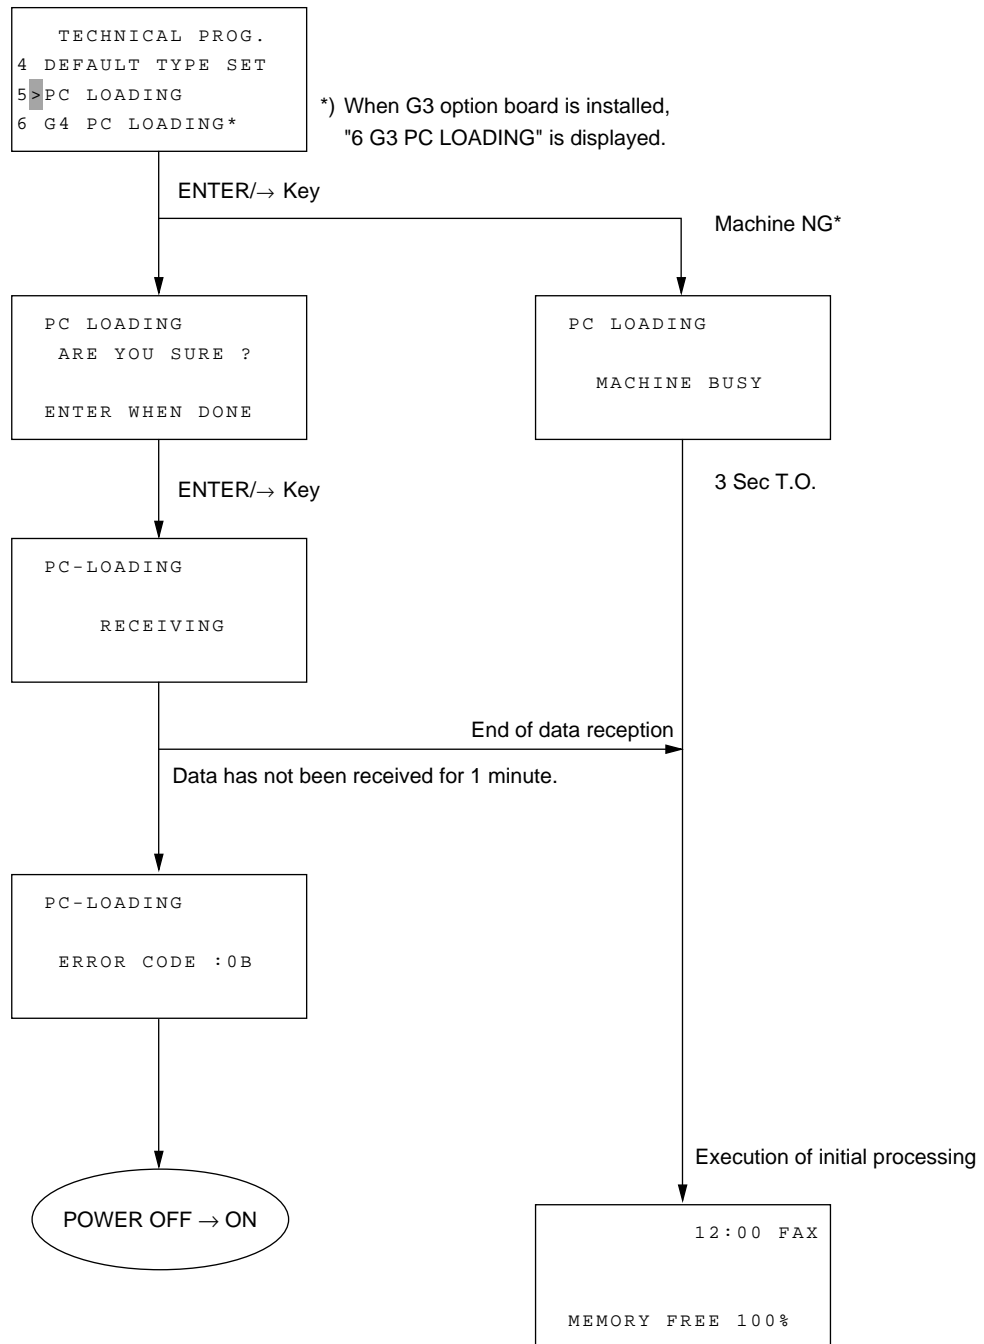 TECHNICAL PROG.
4 DEFAULT TYPE SET
5>PC LOADING
6 G4 PC LOADING*
*) When G3 option board is installed,
"6 G3 PC LOADING" is displayed.
ENTER/→ Key
Machine NG*
PC LOADING
ARE YOU SURE ?
ENTER WHEN DONE
PC LOADING
MACHINE BUSY
ENTER/→ Key
3 Sec T.O.
PC-LOADING
RECEIVING
End of data reception
Data has not been received for 1 minute.
PC-LOADING
ERROR CODE :0B
Execution of initial processing
POWER OFF → ON
12:00 FAX
MEMORY FREE 100%